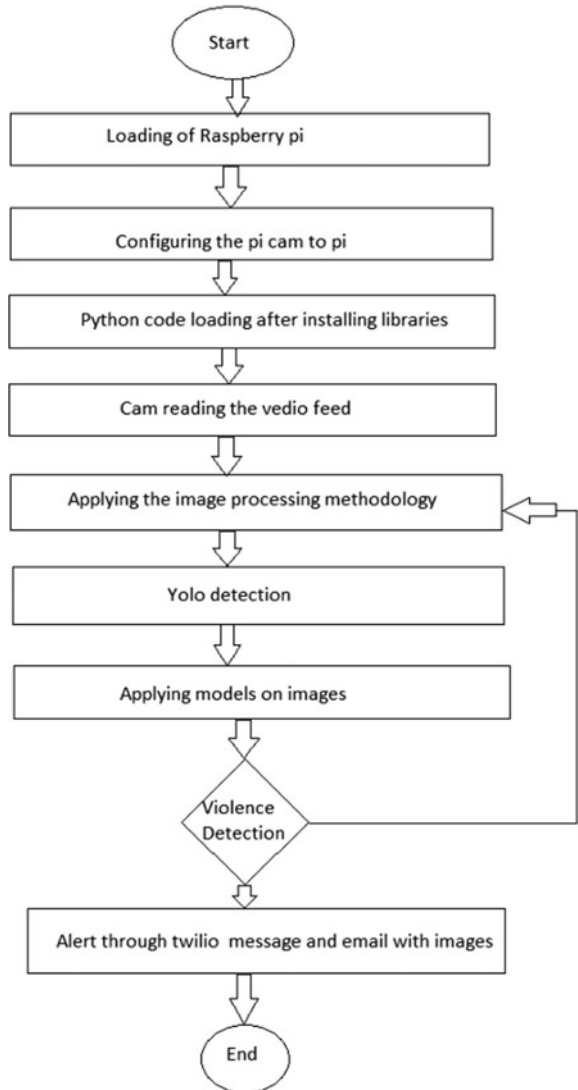 Start
Loading of Raspberry pi
Configuring the pi cam to pi
Python code loading after installing libraries
Cam reading the vedio feed
Applying the image processing methodology
Yolo detection
Applying models on images
Violence
Detection
Alert through twilio message and email with images
End